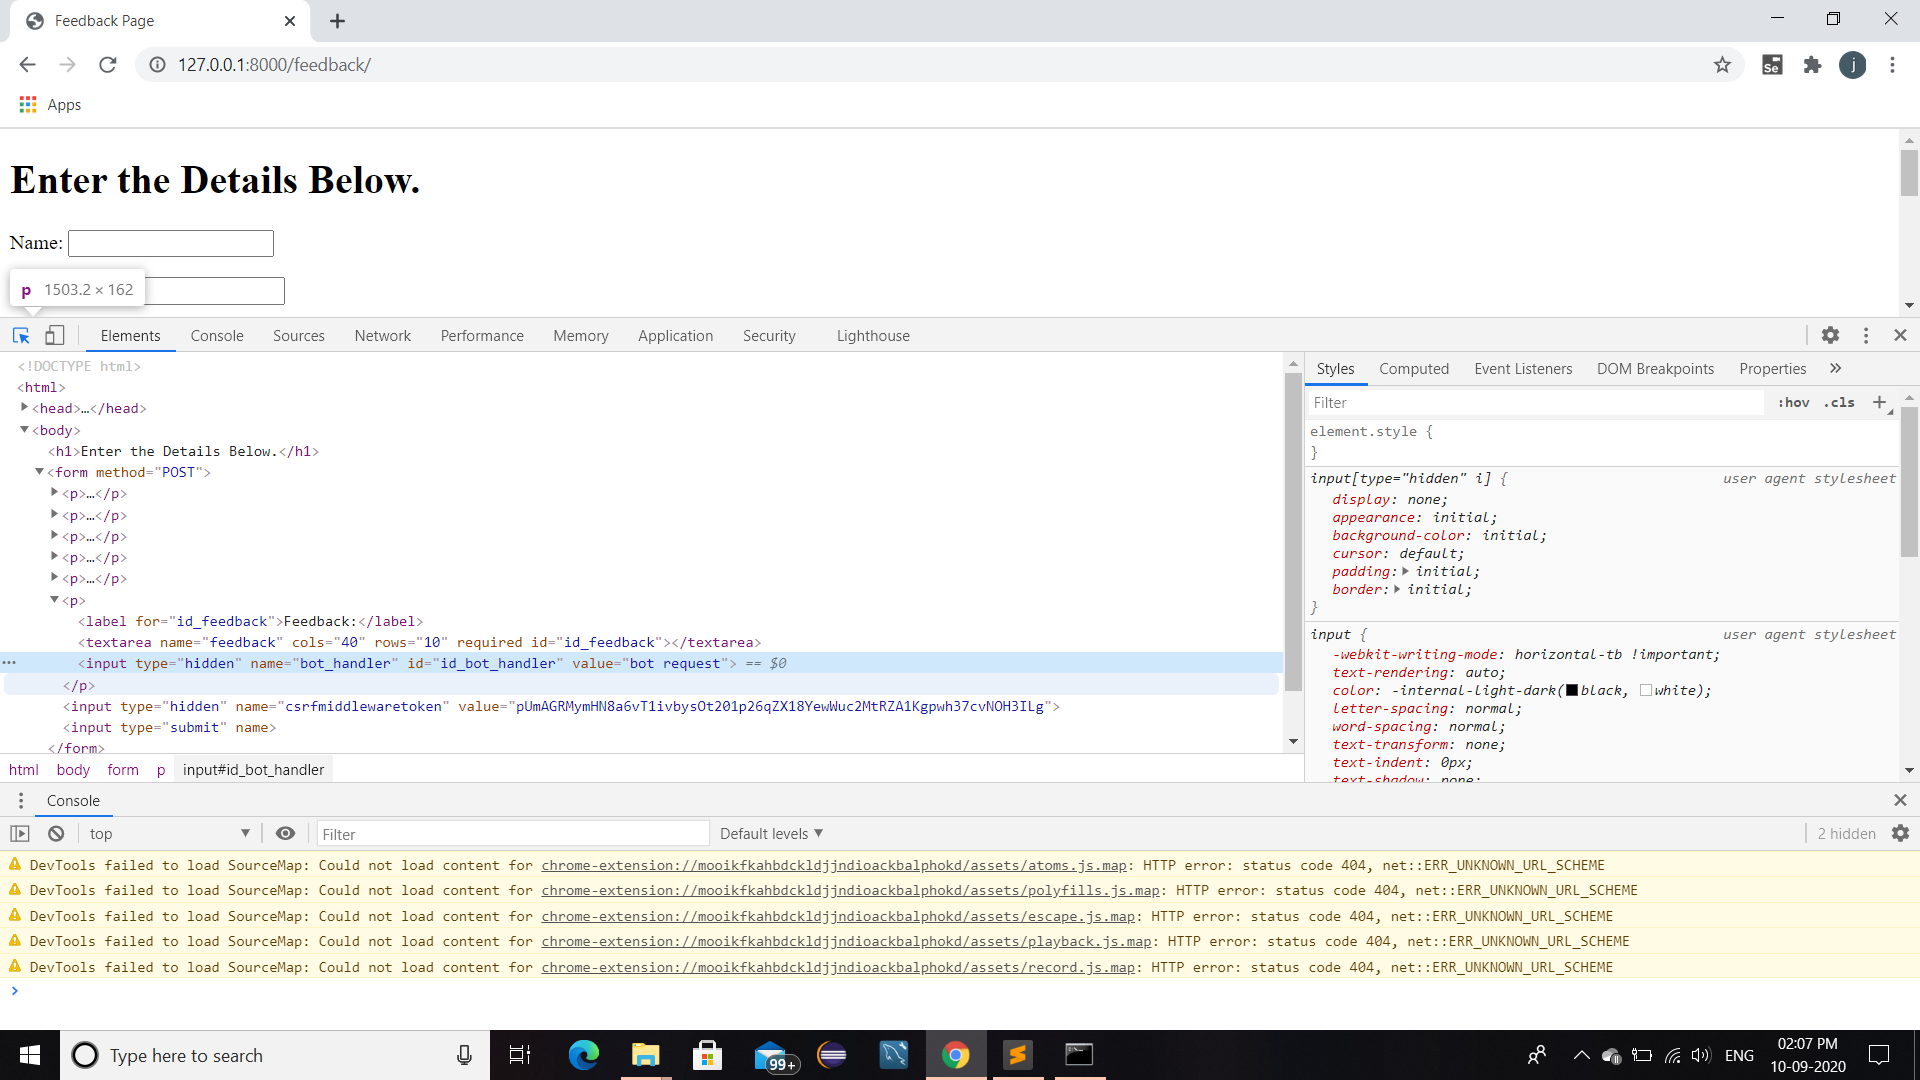 Feedback Page
127.0.0.1:8000/feedback/
Se
j
Apps
Enter the Details Below.
Name:
p 1503.2 × 162
Elements Console Sources Network Performance Memory Application Security Lighthouse
<!DOCTYPE html>
<html>
<head>…</head>
<body>
<h1>Enter the Details Below.</h1>
<form method="POST">
<p>…</p>
<p>…</p>
<p>…</p>
<p>…</p>
<p>…</p>
<p>
<label for="id_feedback">Feedback:</label>
<textarea name="feedback" cols="40" rows="10" required id="id_feedback"></textarea>
<input type="hidden" name="bot_handler" id="id_bot_handler" value="bot request"> == $0
</p>
<input type="hidden" name="csrfmiddlewaretoken" value="pUmAGRMymHN8a6vT1ivbysOt201p26qZX18YewWuc2MtRZA1Kgpwh37cvNOH3ILg">
<input type="submit" name>
</form>
html body form p input#id_bot_handler
Styles Computed Event Listeners DOM Breakpoints Properties »
Filter :hov .cls +
element.style {
}
input[type="hidden" i] { user agent stylesheet
display: none;
appearance: initial;
background-color: initial;
cursor: default;
padding: initial;
border: initial;
}
input { user agent stylesheet
-webkit-writing-mode: horizontal-tb !important;
text-rendering: auto;
color: -internal-light-dark(black, white);
letter-spacing: normal;
word-spacing: normal;
text-transform: none;
text-indent: 0px;
text-shadow: none;
Console
top Filter Default levels 2 hidden
DevTools failed to load SourceMap: Could not load content for chrome-extension://mooikfkahbdckldjjndioackbalphokd/assets/atoms.js.map: HTTP error: status code 404, net::ERR_UNKNOWN_URL_SCHEME
DevTools failed to load SourceMap: Could not load content for chrome-extension://mooikfkahbdckldjjndioackbalphokd/assets/polyfills.js.map: HTTP error: status code 404, net::ERR_UNKNOWN_URL_SCHEME
DevTools failed to load SourceMap: Could not load content for chrome-extension://mooikfkahbdckldjjndioackbalphokd/assets/escape.js.map: HTTP error: status code 404, net::ERR_UNKNOWN_URL_SCHEME
DevTools failed to load SourceMap: Could not load content for chrome-extension://mooikfkahbdckldjjndioackbalphokd/assets/playback.js.map: HTTP error: status code 404, net::ERR_UNKNOWN_URL_SCHEME
DevTools failed to load SourceMap: Could not load content for chrome-extension://mooikfkahbdckldjjndioackbalphokd/assets/record.js.map: HTTP error: status code 404, net::ERR_UNKNOWN_URL_SCHEME
>
Type here to search
99+
ENG
02:07 PM
10-09-2020